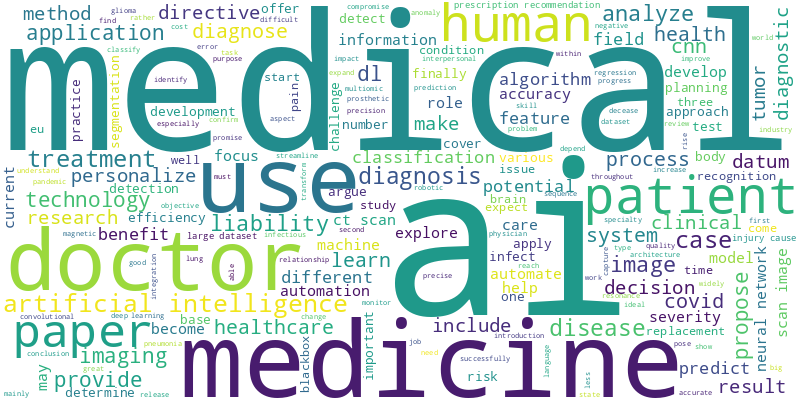 method
directive
offer
compromise
prescription recommendation
anomaly
glioma
find
rather
cost
difficult
application
diagnose
detect
human
analyze
negative
world
classify
error
task
purpose
information
condition
field
health
within
cnn
diagnostic
medical
identify
start
impact
interpersonal
dl
expand
multiomic
prosthetic
prediction
finally
algorithm
develop
regression
progress
improve
planning
decease
dataset
three
tumor
practice
segmentation
pain
challenge
precision
role
accuracy
skill
feature
approach
review
rise
test
industry
eu
development
especially
confirm
promise
aspect
number
make
cover
problem
depend
understand
pandemic
treatment
well
focus
streamline
classification
various
process
body
datum
current
personalize
must
transform
argue
use
diagnosis
issue
potential
recognition
throughout
increase
technology
detection
robotic
sequence
patient
research
efficiency
objective
liability
ct scan
study
brain
expect
specialty
first
magnetic
benefit
large dataset
infectious
second
machine
explore
physician
care
system
clinical
come
injury cause
doctor
good
integration
lung
able
relationship
learn
apply
reach
type
quality
case
architecture
different
precise
infect
image
model
time
widely
convolutional
deep learning
monitor
automation
automate
capture
work
resonance
ideal
decision
artificial intelligence
ai
help
one
covid
propose
neural network
scan image
paper
base
change
become
healthcare
important
job
introduction
include
disease
severity
replacement
pneumonia
conclusion
imaging
great
may
provide
blackbox
need
successfully
language
risk
less
state
predict
pose
show
big
result
mainly
determine
release
medicine
accurate